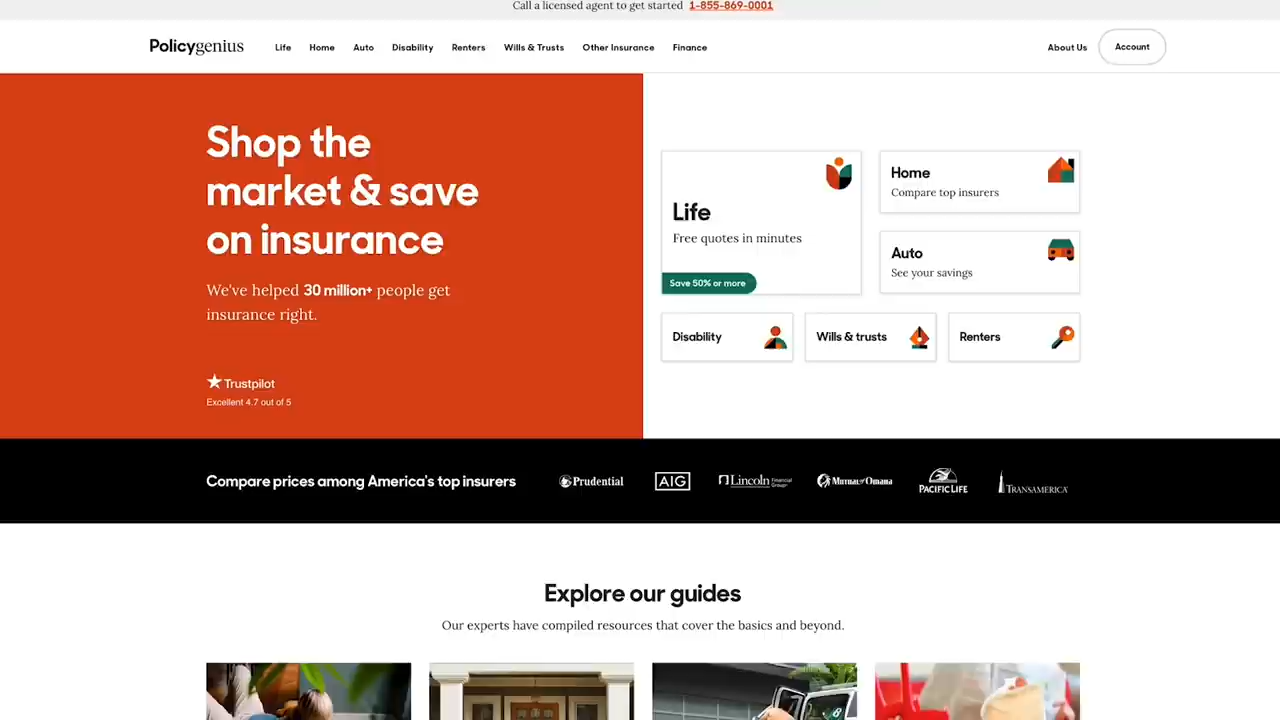 Call a licensed agent to get started 1-855-869-0001
Policygenius Life Home Auto Disability Renters Wills & Trusts Other Insurance Finance About Us Account
Shop the
market & save
on insurance
We've helped 30 million+ people get
insurance right.
Trustpilot
Excellent 4.7 out of 5
Life
Free quotes in minutes
Save 50% or more
Home
Compare top insurers
Auto
See your savings
Disability Wills & trusts Renters
Compare prices among America's top insurers Prudential AIG Lincoln Financial Group® Mutual of Omaha PACIFIC LIFE TRANSAMERICA
Explore our guides
Our experts have compiled resources that cover the basics and beyond.